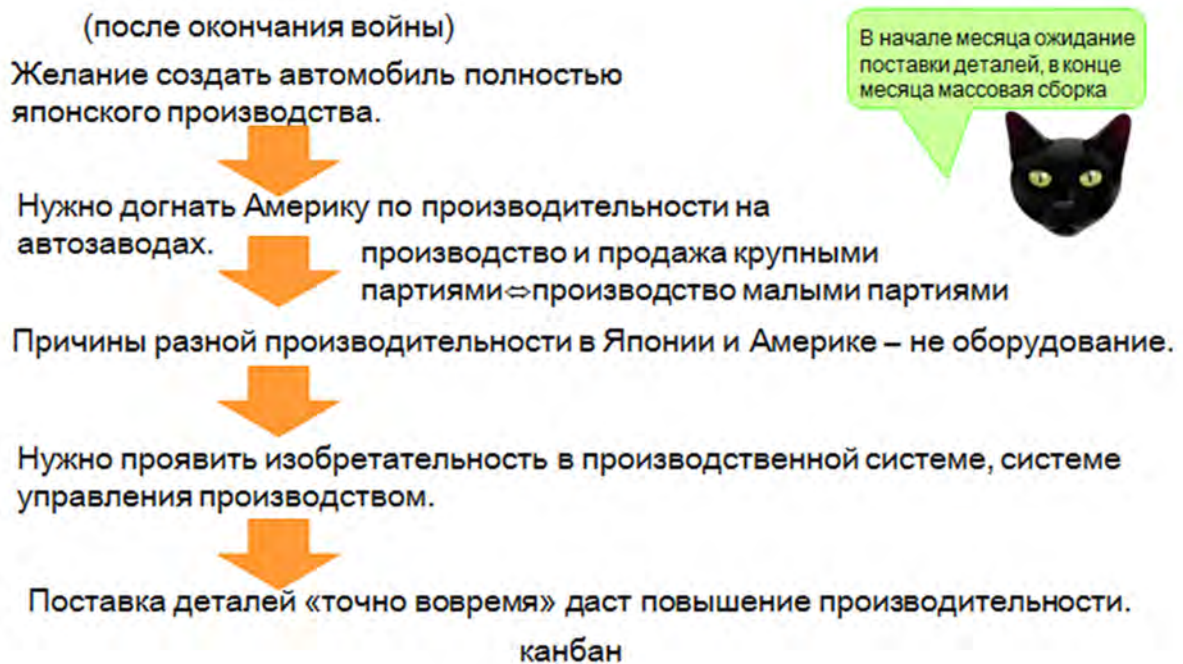 (после окончания войны)
Желание создать автомобиль полностью
японского производства.
В начале месяца ожидание
поставки деталей, в конце
месяца массовая сборка
Нужно догнать Америку по производительности на
автозаводах.
производство и продажа крупными
партиями⇔производство малыми партиями
Причины разной производительности в Японии и Америке – не оборудование.
Нужно проявить изобретательность в производственной системе, системе
управления производством.
Поставка деталей «точно вовремя» даст повышение производительности.
канбан